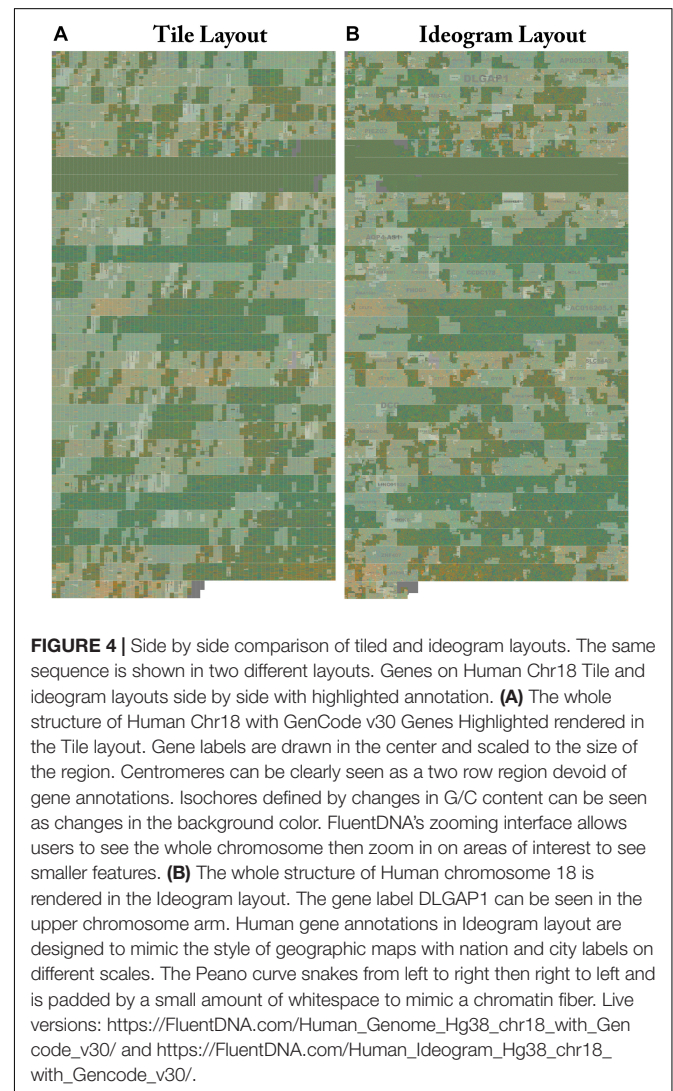 A
Tile Layout
B
Ideogram Layout
DLGAP1
DCC
FIGURE 4 | Side by side comparison of tiled and ideogram layouts. The same
sequence is shown in two different layouts. Genes on Human Chr18 Tile and
ideogram layouts side by side with highlighted annotation. (A) The whole
structure of Human Chr18 with GenCode v30 Genes Highlighted rendered in
the Tile layout. Gene labels are drawn in the center and scaled to the size of
the region. Centromeres can be clearly seen as a two row region devoid of
gene annotations. Isochores defined by changes in G/C content can be seen
as changes in the background color. FluentDNA's zooming interface allows
users to see the whole chromosome then zoom in on areas of interest to see
smaller features. (B) The whole structure of Human chromosome 18 is
rendered in the Ideogram layout. The gene label DLGAP1 can be seen in the
upper chromosome arm. Human gene annotations in Ideogram layout are
designed to mimic the style of geographic maps with nation and city labels on
different scales. The Peano curve snakes from left to right then right to left and
is padded by a small amount of whitespace to mimic a chromatin fiber. Live
versions: https://FluentDNA.com/Human_Genome_Hg38_chr18_with_Gen
code_v30/ and https://FluentDNA.com/Human_Ideogram_Hg38_chr18_
with_Gencode_v30/.